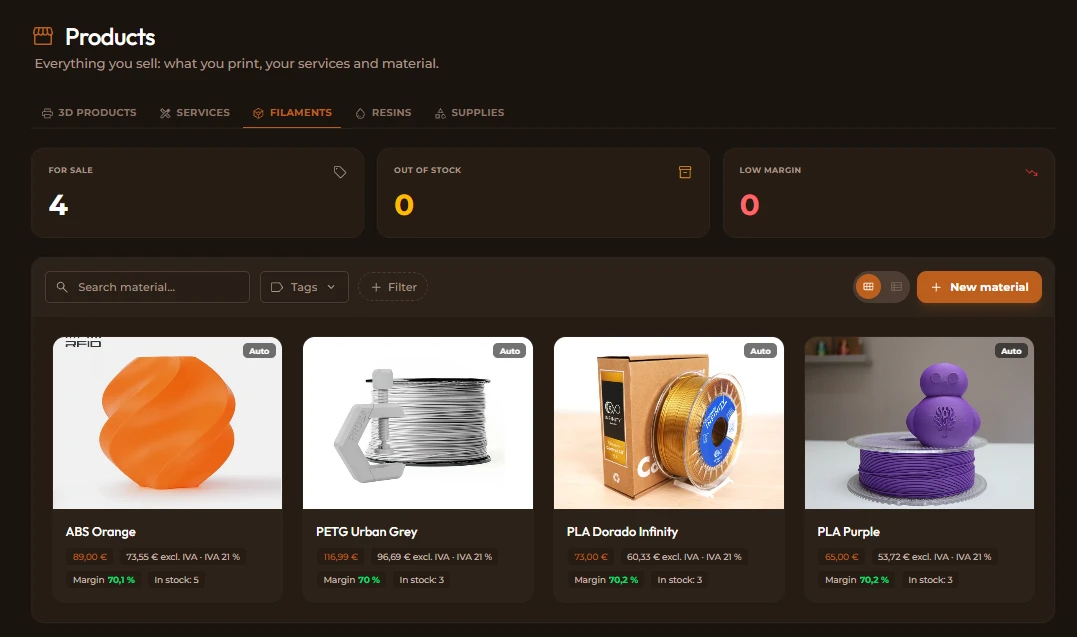 Products
Everything you sell: what you print, your services and material.
3D PRODUCTS
SERVICES
FILAMENTS
RESINS
SUPPLIES
FOR SALE
4
OUT OF STOCK
0
LOW MARGIN
0
Search material...
Tags
+ Filter
+ New material
RFID
Auto
Auto
INFINITY
INFINITY
Co
Auto
Auto
ABS Orange
89,00 € 73,55 € excl. IVA · IVA 21 %
Margin 70,1 % In stock: 5
PETG Urban Grey
116,99 € 96,69 € excl. IVA · IVA 21 %
Margin 70 % In stock: 3
PLA Dorado Infinity
73,00 € 60,33 € excl. IVA · IVA 21 %
Margin 70,2 % In stock: 3
PLA Purple
65,00 € 53,72 € excl. IVA · IVA 21 %
Margin 70,2 % In stock: 3